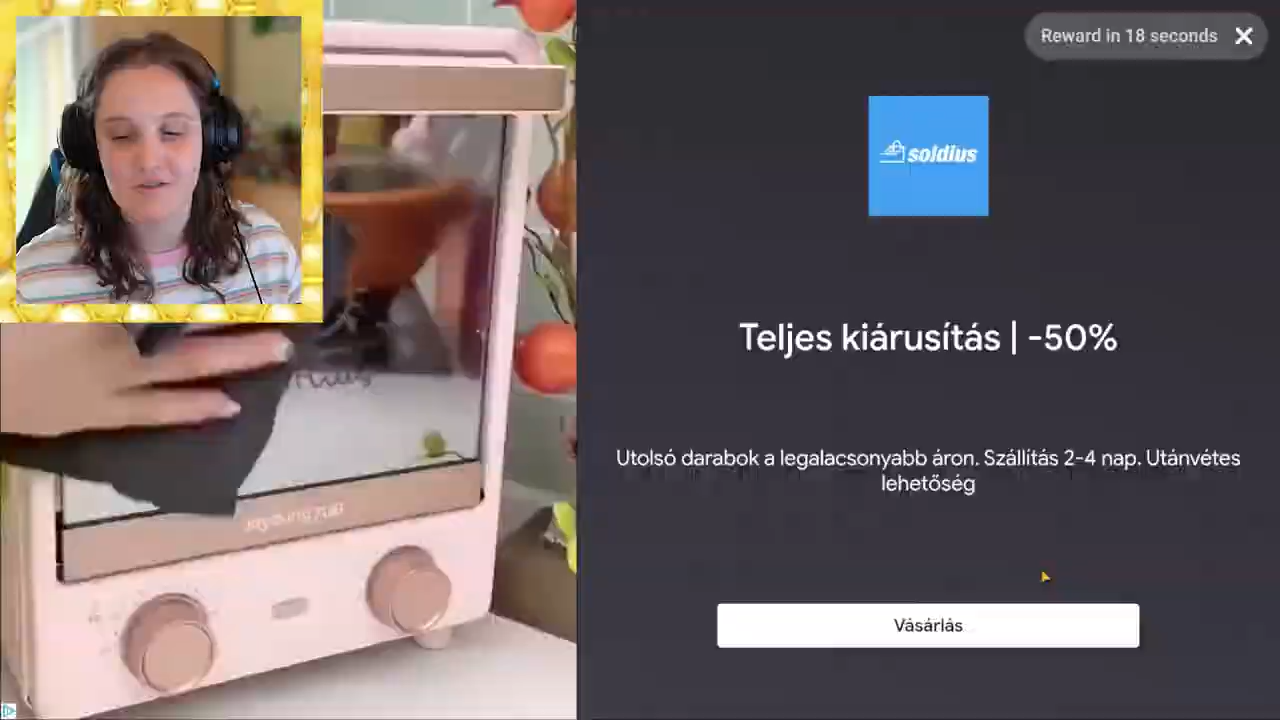 Reward in 18 seconds
soldius
Teljes kiárusítás | -50%
Utolsó darabok a legalacsonyabb áron. Szállítás 2-4 nap. Utánvétes
lehetőség
Vásárlás